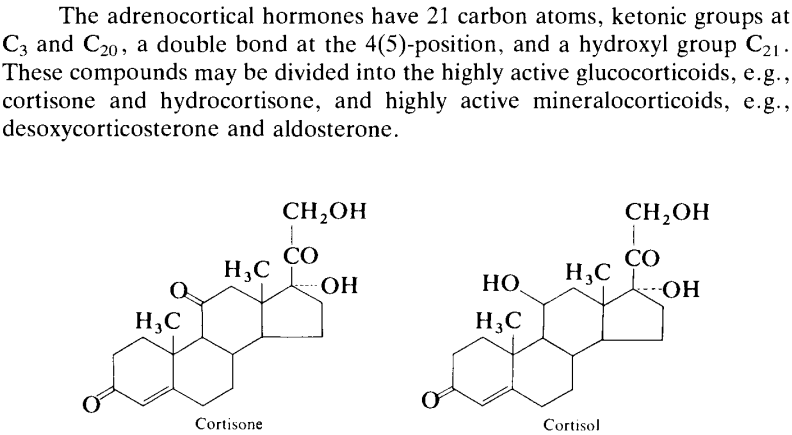 The adrenocortical hormones have 21 carbon atoms, ketonic groups at
C₃ and C₂₀, a double bond at the 4(5)-position, and a hydroxyl group C₂₁.
These compounds may be divided into the highly active glucocorticoids, e.g.,
cortisone and hydrocortisone, and highly active mineralocorticoids, e.g.,
desoxycorticosterone and aldosterone.
CH₂OH
CO
H₃C
OH
O
H₃C
O
Cortisone
CH₂OH
CO
H₃C
HO
OH
H₃C
O
Cortisol